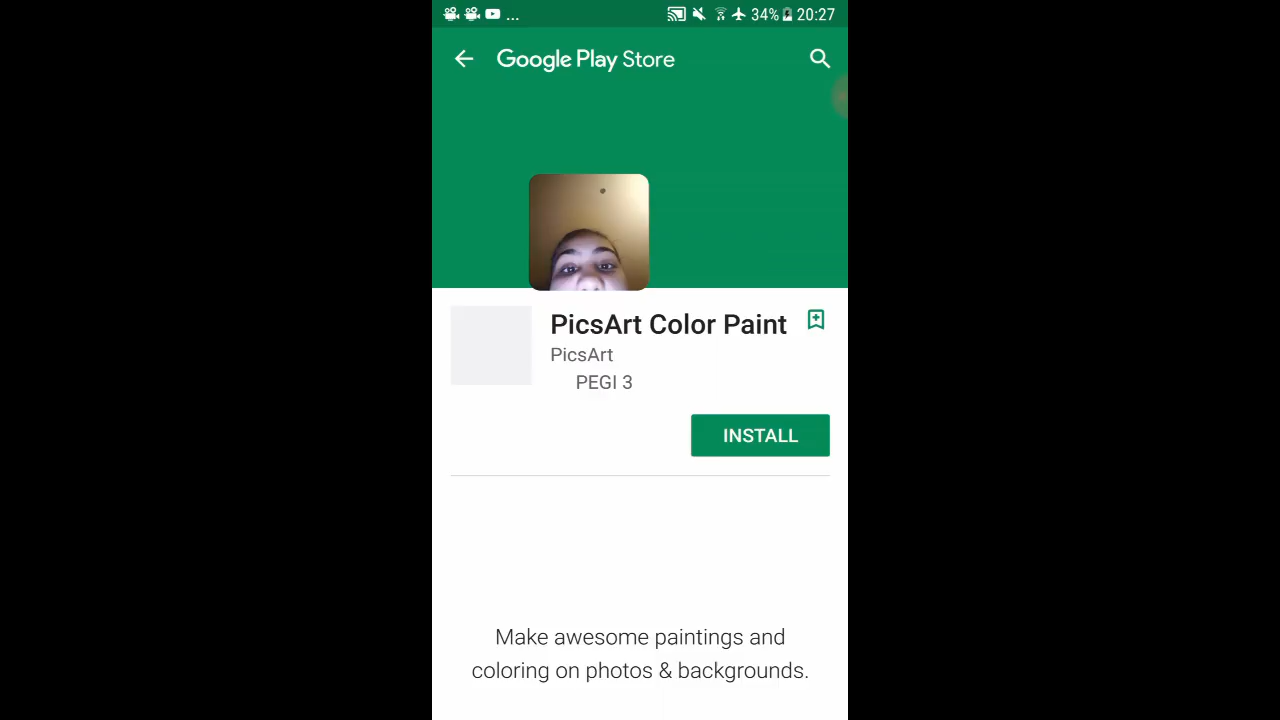 ... 34% 20:27
Google Play Store
PicsArt Color Paint
PicsArt
PEGI 3
INSTALL
Make awesome paintings and
coloring on photos & backgrounds.